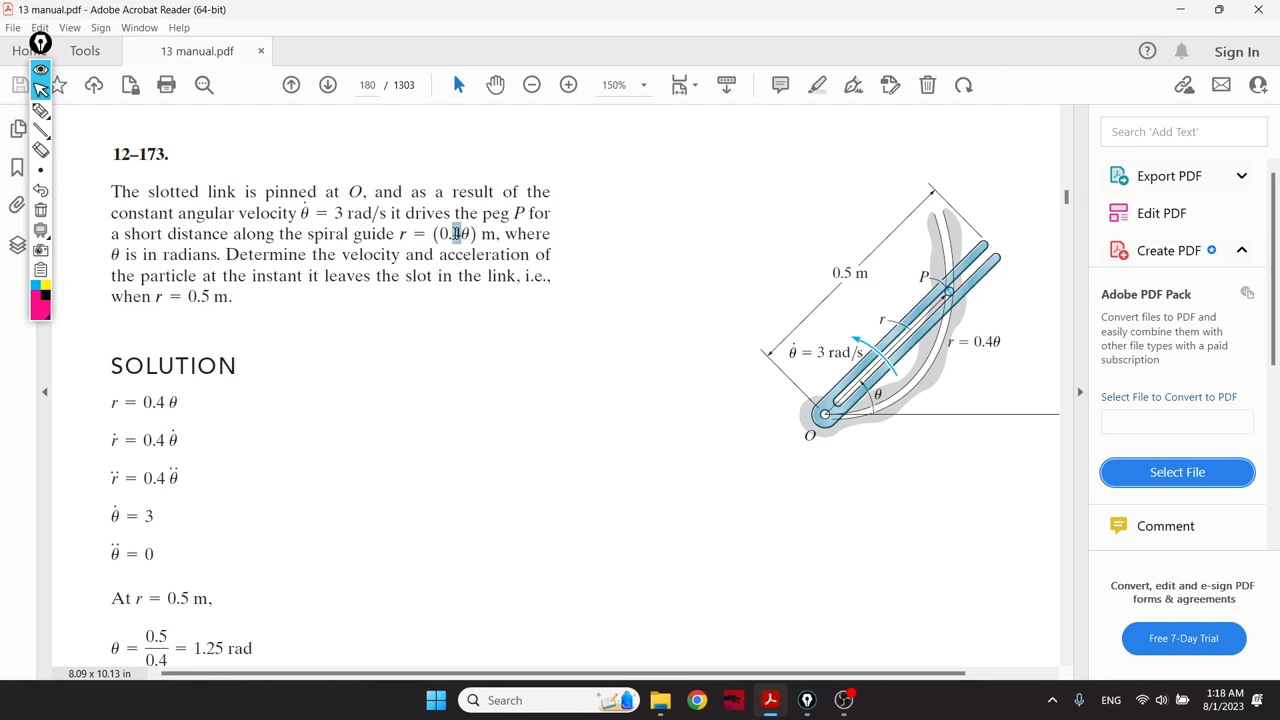 13 manual.pdf - Adobe Acrobat Reader (64-bit)
File Edit View Sign Window Help
Home Tools 13 manual.pdf × Sign In
180 / 1303 150%
12–173.
The slotted link is pinned at O, and as a result of the
constant angular velocity θ̇ = 3 rad/s it drives the peg P for
a short distance along the spiral guide r = (0.4θ) m, where
θ is in radians. Determine the velocity and acceleration of
the particle at the instant it leaves the slot in the link, i.e.,
when r = 0.5 m.
SOLUTION
r = 0.4 θ
ṙ = 0.4 θ̇
r̈ = 0.4 θ̈
θ̇ = 3
θ̈ = 0
At r = 0.5 m,
θ = 0.5/0.4 = 1.25 rad
0.5 m
P
r
θ̇ = 3 rad/s
r = 0.4θ
θ
O
8.09 x 10.13 in
Search 'Add Text'
Export PDF
Edit PDF
Create PDF
Adobe PDF Pack
Convert files to PDF and
easily combine them with
other file types with a paid
subscription
Select File to Convert to PDF
Select File
Comment
Convert, edit and e-sign PDF
forms & agreements
Free 7-Day Trial
Search
ENG
1:18 AM
8/1/2023